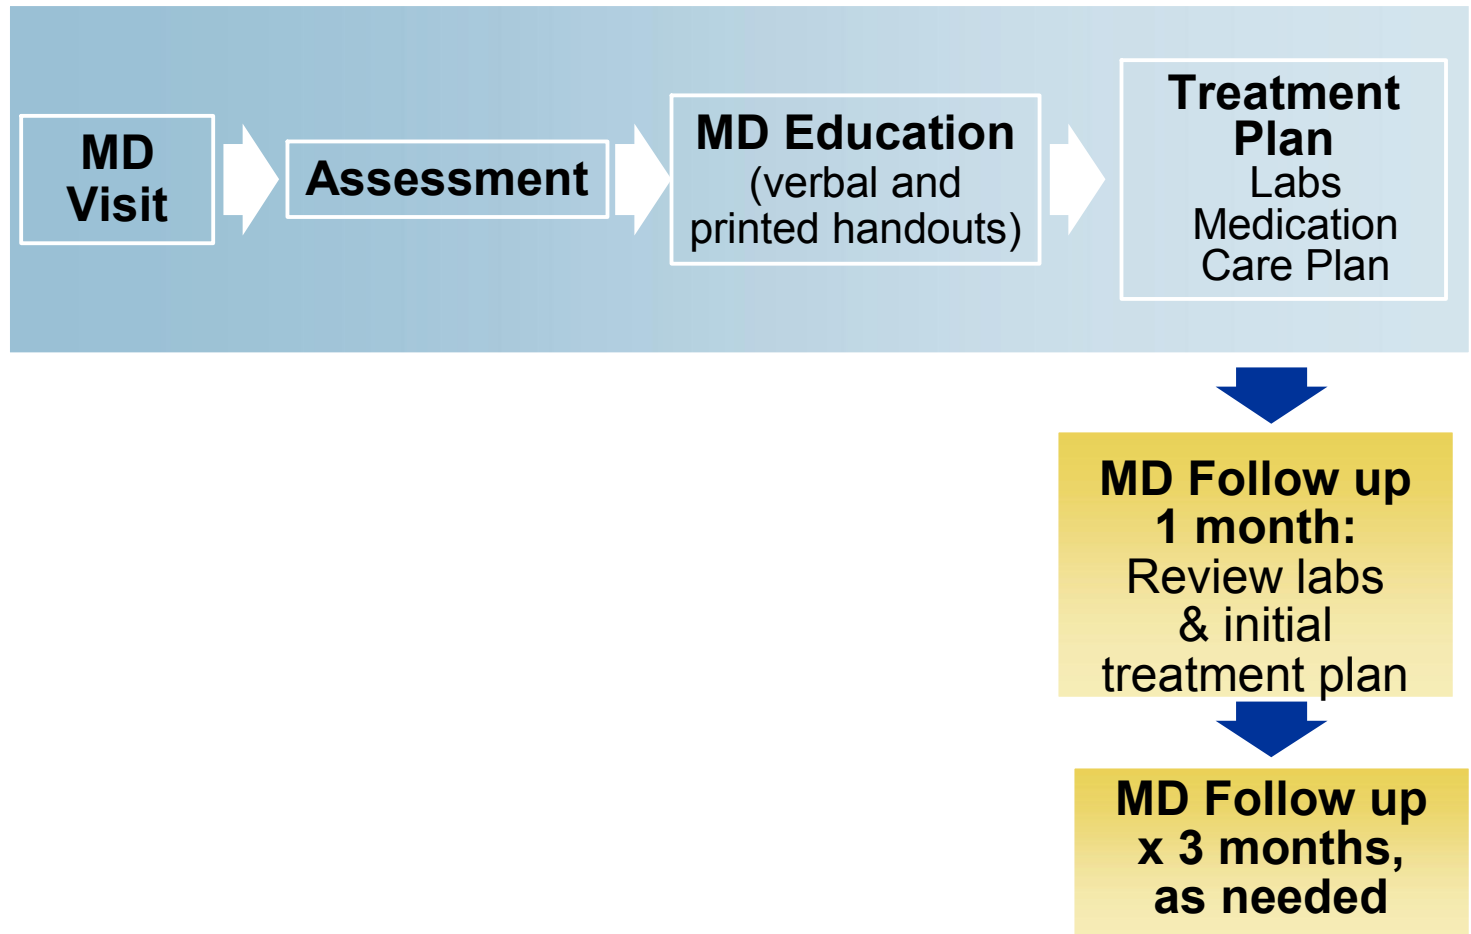 MD
Visit
Assessment
MD Education
(verbal and
printed handouts)
Treatment
Plan
Labs
Medication
Care Plan
MD Follow up
1 month:
Review labs
& initial
treatment plan
MD Follow up
x 3 months,
as needed